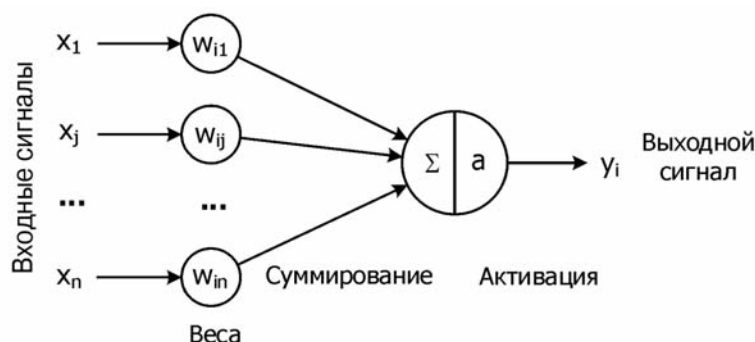 Входные сигналы
x1
wi1
xj
wij
...
...
xn
win
Веса
Суммирование
Σ
a
Активация
yi
Выходной
сигнал